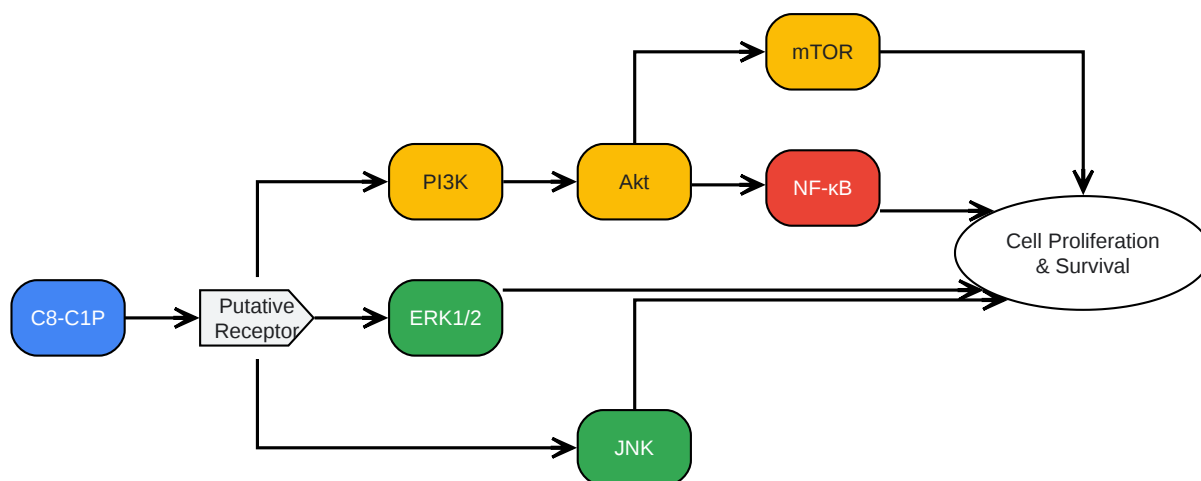 mTOR
PI3K
Akt
NF-κB
Cell Proliferation
& Survival
C8-C1P
Putative
Receptor
ERK1/2
JNK